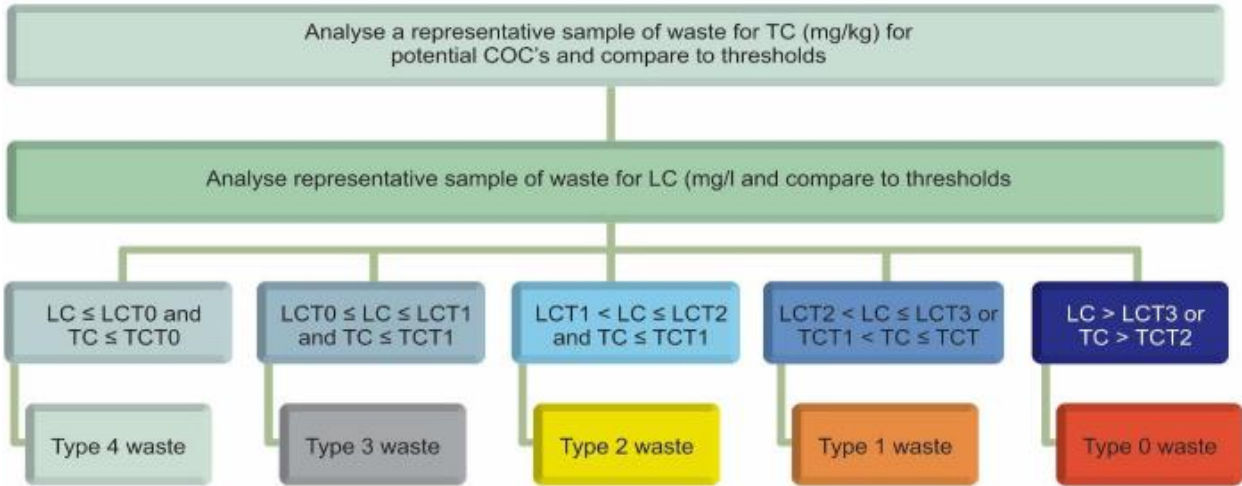 Analyse a representative sample of waste for TC (mg/kg) for
potential COC's and compare to thresholds
Analyse representative sample of waste for LC (mg/l and compare to thresholds
LC ≤ LCT0 and
TC ≤ TCT0
LCT0 ≤ LC ≤ LCT1
and TC ≤ TCT1
LCT1 < LC ≤ LCT2
and TC ≤ TCT1
LCT2 < LC ≤ LCT3 or
TCT1 < TC ≤ TCT
LC > LCT3 or
TC > TCT2
Type 4 waste
Type 3 waste
Type 2 waste
Type 1 waste
Type 0 waste